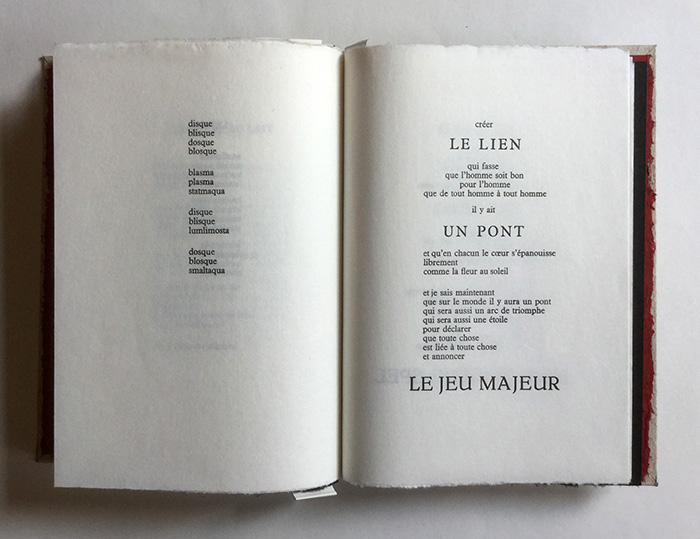 disque
blisque
dosque
blosque
blasma
plasma
statmaqua
disque
blisque
lumlimosta
dosque
blosque
smaltaqua
créer
LE LIEN
qui fasse
que l'homme soit bon
pour l'homme
que de tout homme à tout homme
il y ait
UN PONT
et qu'en chacun le cœur s'épanouisse
librement
comme la fleur au soleil
et je sais maintenant
que sur le monde il y aura un pont
qui sera aussi un arc de triomphe
qui sera aussi une étoile
pour déclarer
que toute chose
est liée à toute chose
et annoncer
LE JEU MAJEUR